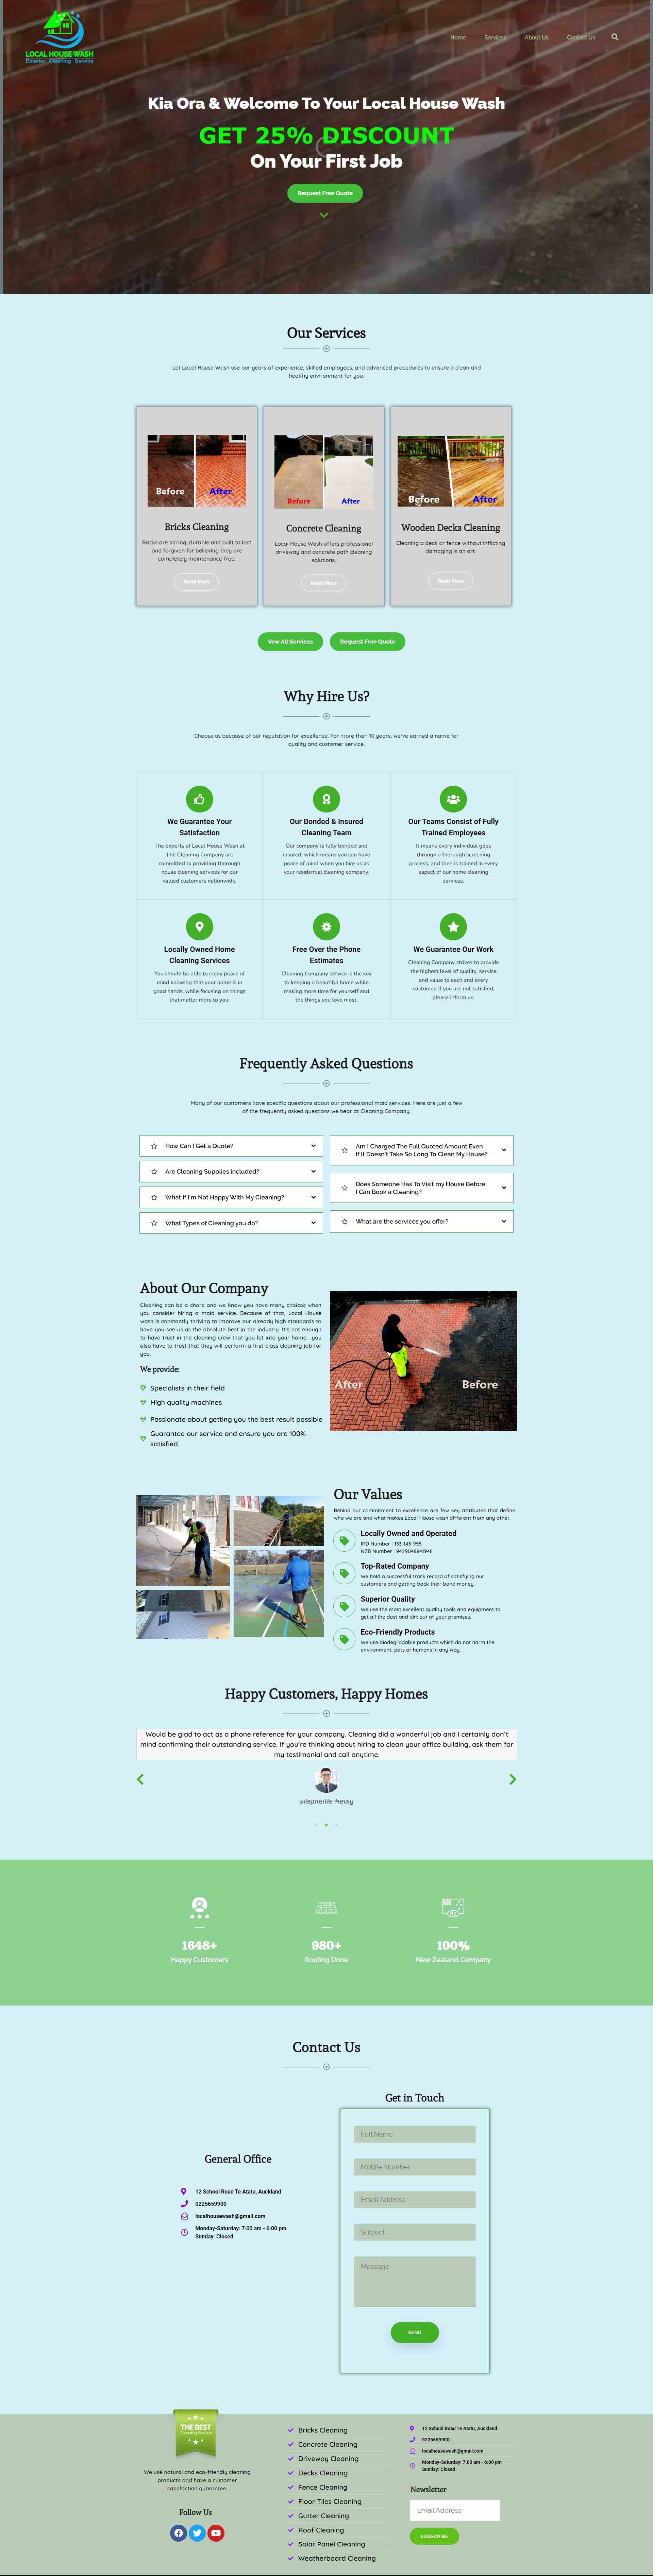 LOCAL HOUSE WASH
Exterior Cleaning Service
Home
Services
About Us
Contact Us
Kia Ora & Welcome To Your Local House Wash
GET 25% DISCOUNT
On Your First Job
Request Free Quote
Our Services
Let Local House Wash use our years of experience, skilled employees, and advanced procedures to ensure a clean and
healthy environment for you.
Before
After
Bricks Cleaning
Bricks are strong, durable and built to last
and forgiven for believing they are
completely maintenance free.
Read More
Before
After
Concrete Cleaning
Local House Wash offers professional
driveway and concrete path cleaning
solutions.
Read More
Before
After
Wooden Decks Cleaning
Cleaning a deck or fence without inflicting
damaging is an art.
Read More
Vew All Services
Request Free Quote
Why Hire Us?
Choose us because of our reputation for excellence. For more than 10 years, we've earned a name for
quality and customer service.
We Guarantee Your
Satisfaction
The experts of Local House Wash at
The Cleaning Company are
committed to providing thorough
house cleaning services for our
valued customers nationwide.
Our Bonded & Insured
Cleaning Team
Our company is fully bonded and
insured, which means you can have
peace of mind when you hire us as
your residential cleaning company.
Our Teams Consist of Fully
Trained Employees
It means every individual goes
through a thorough screening
process, and then is trained in every
aspect of our home cleaning
services.
Locally Owned Home
Cleaning Services
You should be able to enjoy peace of
mind knowing that your home is in
good hands, while focusing on things
that matter more to you.
Free Over the Phone
Estimates
Cleaning Company service is the key
to keeping a beautiful home while
making more time for yourself and
the things you love most.
We Guarantee Our Work
Cleaning Company strives to provide
the highest level of quality, service
and value to each and every
customer. If you are not satisfied,
please inform us.
Frequently Asked Questions
Many of our customers have specific questions about our professional maid services. Here are just a few
of the frequently asked questions we hear at Cleaning Company.
How Can I Get a Quote?
Are Cleaning Supplies included?
What If I'm Not Happy With My Cleaning?
What Types of Cleaning you do?
Am I Charged The Full Quoted Amount Even
If It Doesn't Take So Long To Clean My House?
Does Someone Has To Visit my House Before
I Can Book a Cleaning?
What are the services you offer?
About Our Company
Cleaning can be a chore and we know you have many choices when
you consider hiring a maid service. Because of that, Local House
wash is constantly thriving to improve our already high standards to
have you see us as the absolute best in the industry. It's not enough
to have trust in the cleaning crew that you let into your home... you
also have to trust that they will perform a first-class cleaning job for
you.
We provide:
Specialists in their field
High quality machines
Passionate about getting you the best result possible
Guarantee our service and ensure you are 100%
satisfied
After
Before
Our Values
Behind our commitment to excellence are few key attributes that define
who we are and what makes Local House wash different from any other.
Locally Owned and Operated
IRD Number : 133-143-955
NZB Number : 9429048841948
Top-Rated Company
We hold a successful track record of satisfying our
customers and getting back their bond money.
Superior Quality
We use the most excellent quality tools and equipment to
get all the dust and dirt out of your premises.
Eco-Friendly Products
We use biodegradable products which do not harm the
environment, pets or humans in any way.
Happy Customers, Happy Homes
Would be glad to act as a phone reference for your company. Cleaning did a wonderful job and I certainly don't
mind confirming their outstanding service. If you're thinking about hiring to clean your office building, ask them for
my testimonial and call anytime.
1648+
Happy Customers
980+
Roofing Done
NZ
100%
New Zealand Company
Contact Us
General Office
12 School Road Te Atatu, Auckland
0225659900
localhousewash@gmail.com
Monday-Saturday: 7:00 am - 6:00 pm
Sunday: Closed
Get in Touch
Full Name
Mobile Number
Email Address
Subject
Message
SEND
THE BEST
Cleaning Service
We use natural and eco-friendly cleaning
products and have a customer
satisfaction guarantee.
Follow Us
Bricks Cleaning
Concrete Cleaning
Driveway Cleaning
Decks Cleaning
Fence Cleaning
Floor Tiles Cleaning
Gutter Cleaning
Roof Cleaning
Solar Panel Cleaning
Weatherboard Cleaning
12 School Road Te Atatu, Auckland
0225659900
localhousewash@gmail.com
Monday-Saturday: 7:00 am - 6:00 pm
Sunday: Closed
Newsletter
Email Address
SUBSCRIBE